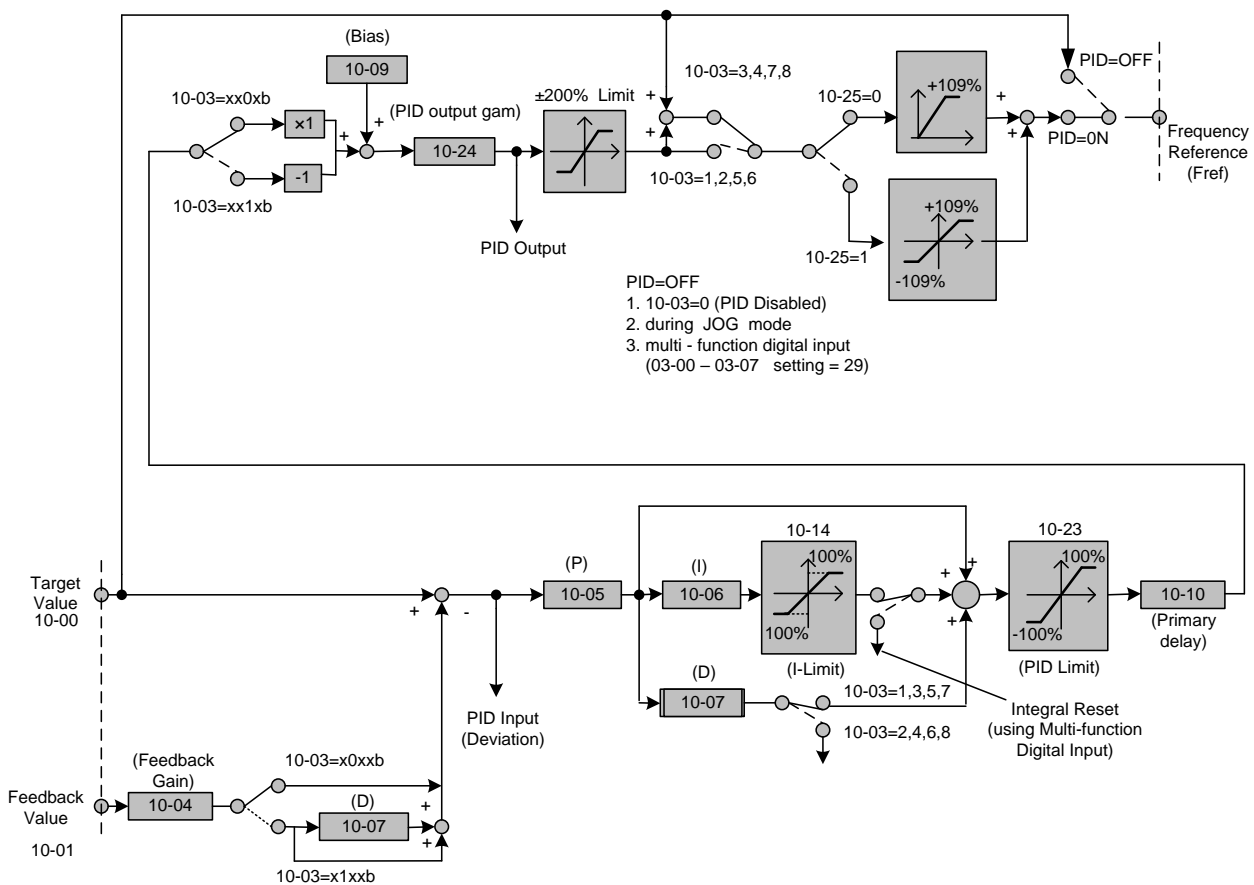 (Bias)
10-09
PID=OFF
10-03=3,4,7,8
+109%
10-03=xx0xb
×1
+
+
(PID output gam)
±200% Limit
+
+
10-25=0
+
+
10-24
-1
10-03=xx1xb
10-03=1,2,5,6
PID=0N
Frequency
Reference
(Fref)
PID Output
+109%
-109%
10-25=1
PID=OFF
1. 10-03=0 (PID Disabled)
2. during JOG mode
3. multi - function digital input
(03-00 – 03-07 setting = 29)
10-14
10-23
Target
Value
10-00
+
-
(P)
10-05
(I)
10-06
100%
100%
(I-Limit)
+
+
+
100%
-100%
(PID Limit)
10-10
(Primary
delay)
PID Input
(Deviation)
(D)
10-07
10-03=1,3,5,7
10-03=2,4,6,8
Integral Reset
(using Multi-function
Digital Input)
(Feedback
Gain)
10-03=x0xxb
Feedback
Value
10-01
10-04
(D)
10-07
+
+
10-03=x1xxb